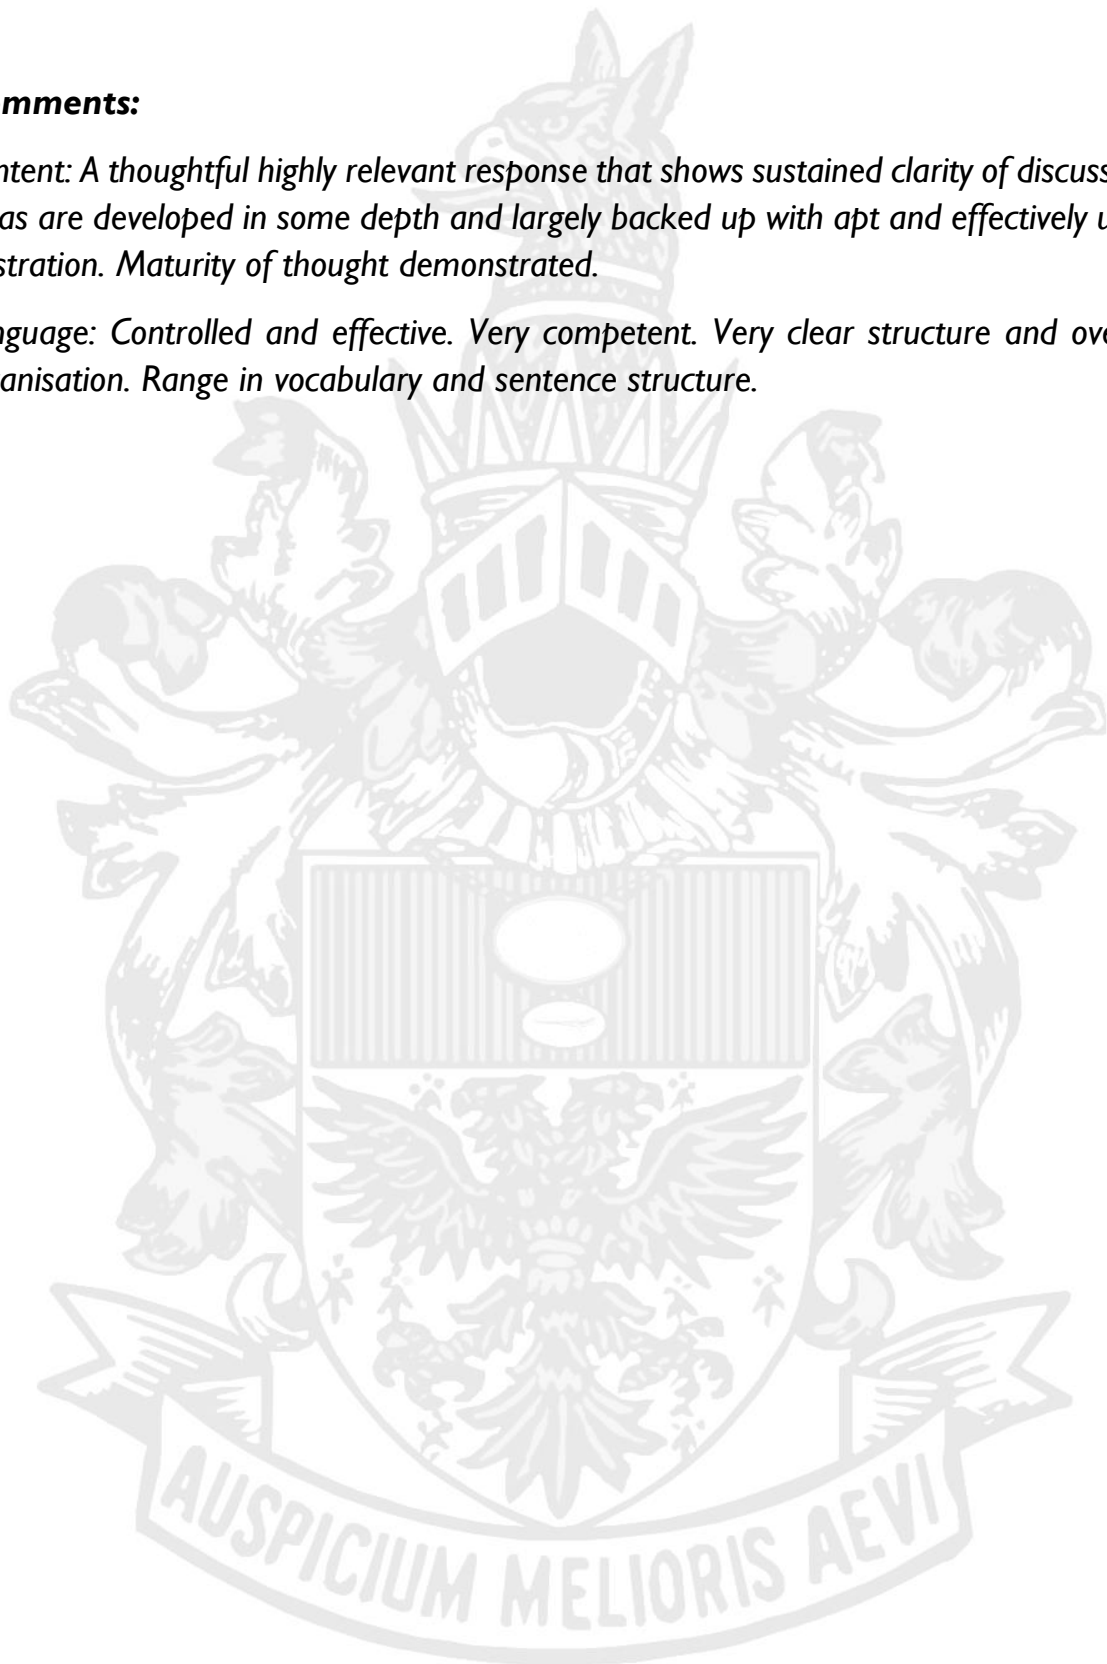 mments:
ntent: A thoughtful highly relevant response that shows sustained clarity of discuss
as are developed in some depth and largely backed up with apt and effectively u
stration. Maturity of thought demonstrated.
nguage: Controlled and effective. Very competent. Very clear structure and ove
anisation. Range in vocabulary and sentence structure.
AUSPICIUM MELIORIS AEVI